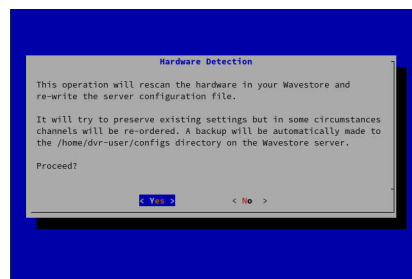 Hardware Detection
This operation will rescan the hardware in your Wavestore and
re-write the server configuration file.
It will try to preserve existing settings but in some circumstances
channels will be re-ordered. A backup will be automatically made to
the /home/dvr-user/configs directory on the Wavestore server.
Proceed?
< Yes > < No >